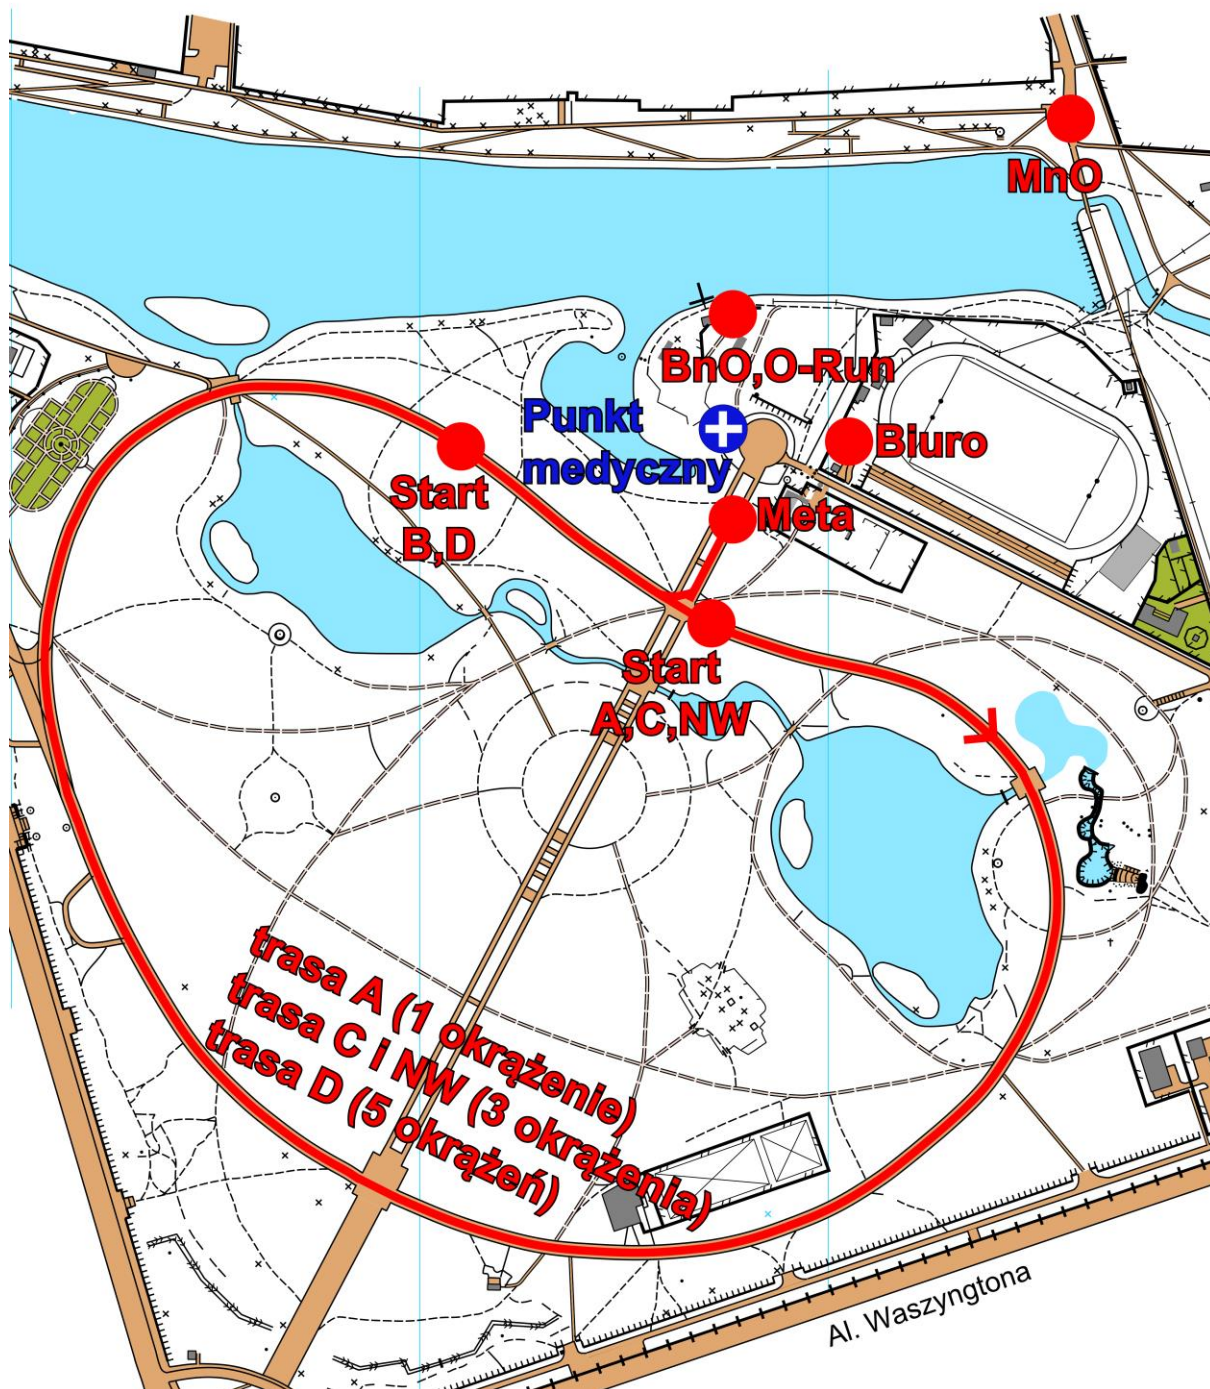 MnO
BnO,O-Run
Punkt
medyczny
Biuro
Start
B,D
Meta
Start
A,C,NW
trasa A (1 okrążenie)
trasa C i NW (3 okrążenia)
trasa D (5 okrążeń)
Al. Waszyngtona